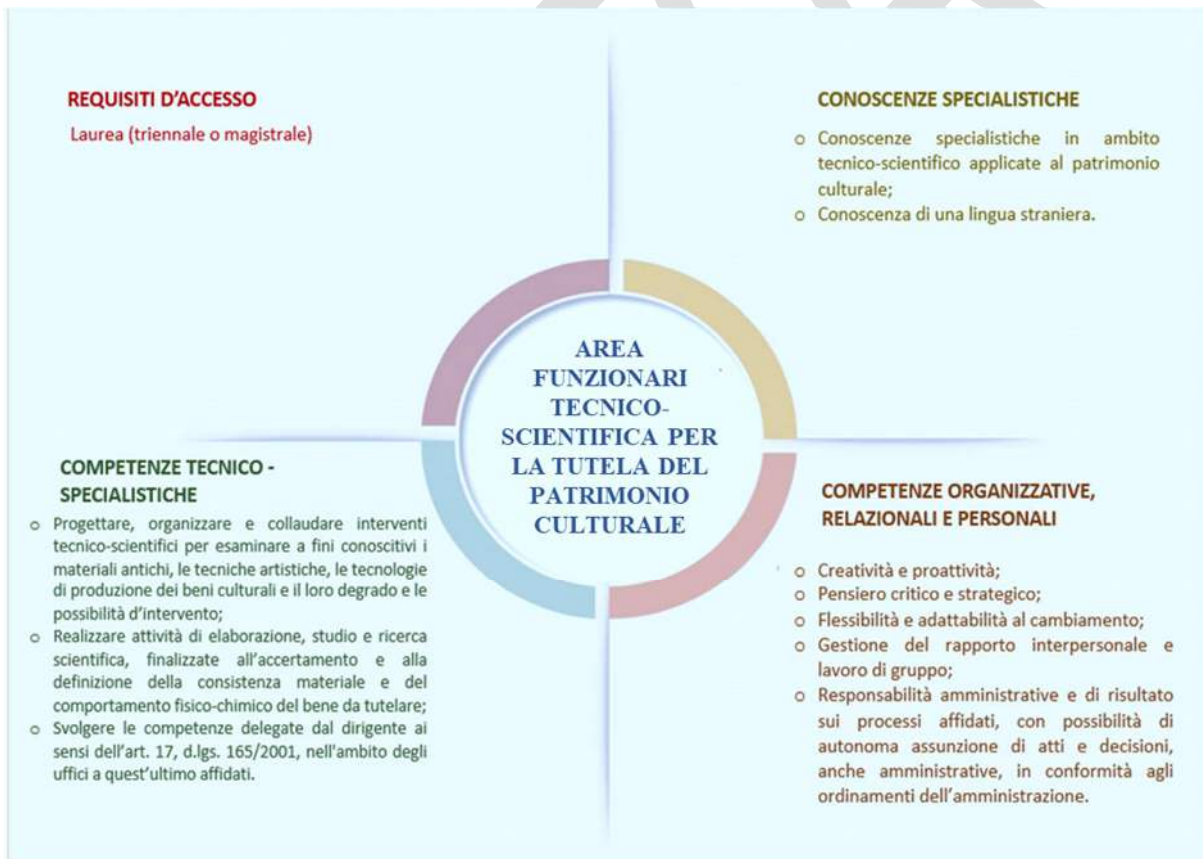 REQUISITI D'ACCESSO
Laurea (triennale o magistrale)
CONOSCENZE SPECIALISTICHE
o Conoscenze specialistiche in ambito
tecnico-scientifico applicate al patrimonio
culturale;
o Conoscenza di una lingua straniera.
AREA
FUNZIONARI
TECNICO-
SCIENTIFICA PER
LA TUTELA DEL
PATRIMONIO
CULTURALE
COMPETENZE TECNICO -
SPECIALISTICHE
o Progettare, organizzare e collaudare interventi
tecnico-scientifici per esaminare a fini conoscitivi i
materiali antichi, le tecniche artistiche, le tecnologie
di produzione dei beni culturali e il loro degrado e le
possibilità d'intervento;
o Realizzare attività di elaborazione, studio e ricerca
scientifica, finalizzate all'accertamento e alla
definizione della consistenza materiale e del
comportamento fisico-chimico del bene da tutelare;
o Svolgere le competenze delegate dal dirigente ai
sensi dell'art. 17, d.lgs. 165/2001, nell'ambito degli
uffici a quest'ultimo affidati.
COMPETENZE ORGANIZZATIVE,
RELAZIONALI E PERSONALI
o Creatività e proattività;
o Pensiero critico e strategico;
o Flessibilità e adattabilità al cambiamento;
o Gestione del rapporto interpersonale e
lavoro di gruppo;
o Responsabilità amministrative e di risultato
sui processi affidati, con possibilità di
autonoma assunzione di atti e decisioni,
anche amministrative, in conformità agli
ordinamenti dell'amministrazione.